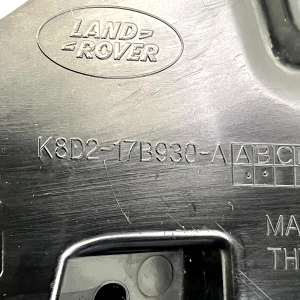 LAND
ROVER
K8D2-17B930-A ABC
MA
TH